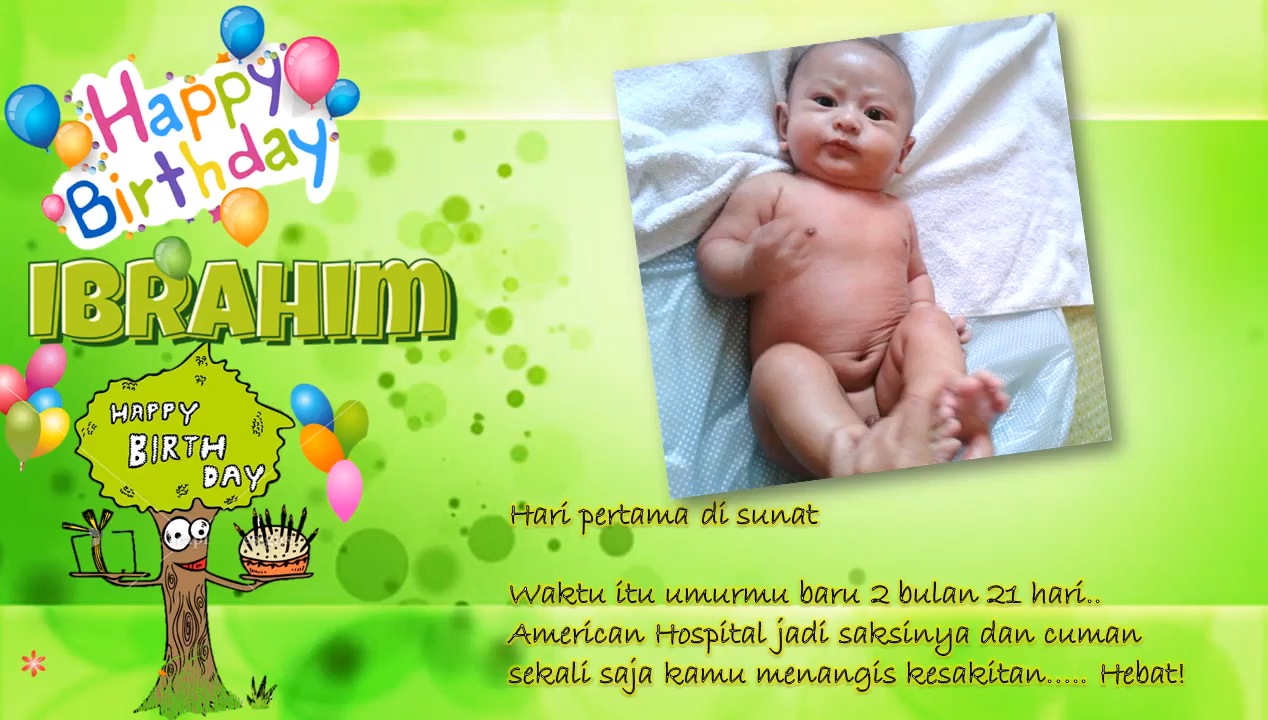 Happy
Birthday
IBRAHIM
HAPPY
BIRTH
DAY
Hari pertama di sunat
Waktu itu umurmu baru 2 bulan 21 hari..
American Hospital jadi saksinya dan cuman
sekali saja kamu menangis kesakitan..... Hebat!